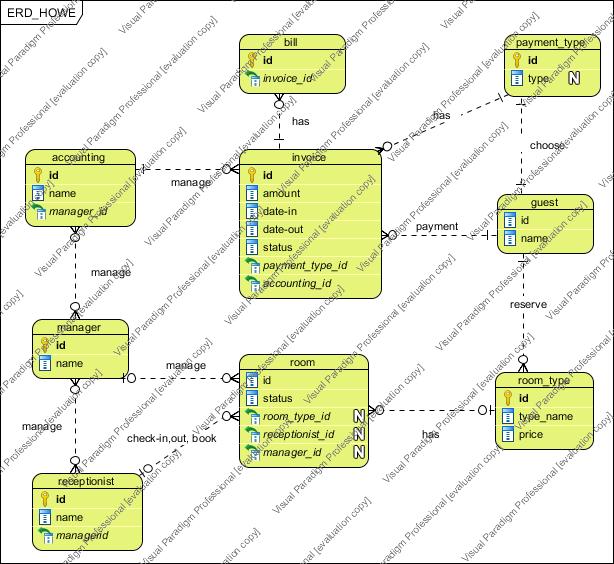 ERD_HOWE
bill
id
invoice_id
payment_type
id
type N
has
has
choose
accounting
id
name
manager_id
manage
invoice
id
amount
date-in
date-out
status
payment_type_id
accounting_id
guest
id
name
payment
manage
reserve
manager
id
name
manage
room
id
status
room_type_id N
receptionist_id N
manager_id N
room_type
id
type_name
price
has
manage
check-in,out, book
receptionist
id
name
managerid
Visual Paradigm Professional [evaluation copy]